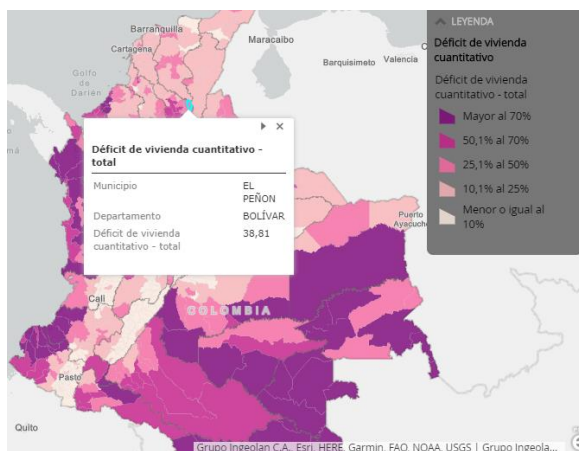 Barranquilla
Cartagena
Maracaibo
Barquisimeto
Valencia
Golfo
de
Darién
Déficit de vivienda cuantitativo -
total
Municipio EL
PEÑON
Departamento BOLÍVAR
Déficit de vivienda 38,81
cuantitativo - total
LEYENDA
Déficit de vivienda
cuantitativo
Déficit de vivienda
cuantitativo - total
Mayor al 70%
50,1% al 70%
25,1% al 50%
10,1% al 25%
Menor o igual al
10%
Puerto
Cali
COLOMBIA
Pasto
Quito
Grupo Ingeolan C.A., Esri, HERE, Garmin, FAO, NOAA, USGS | Grupo Ingeola...